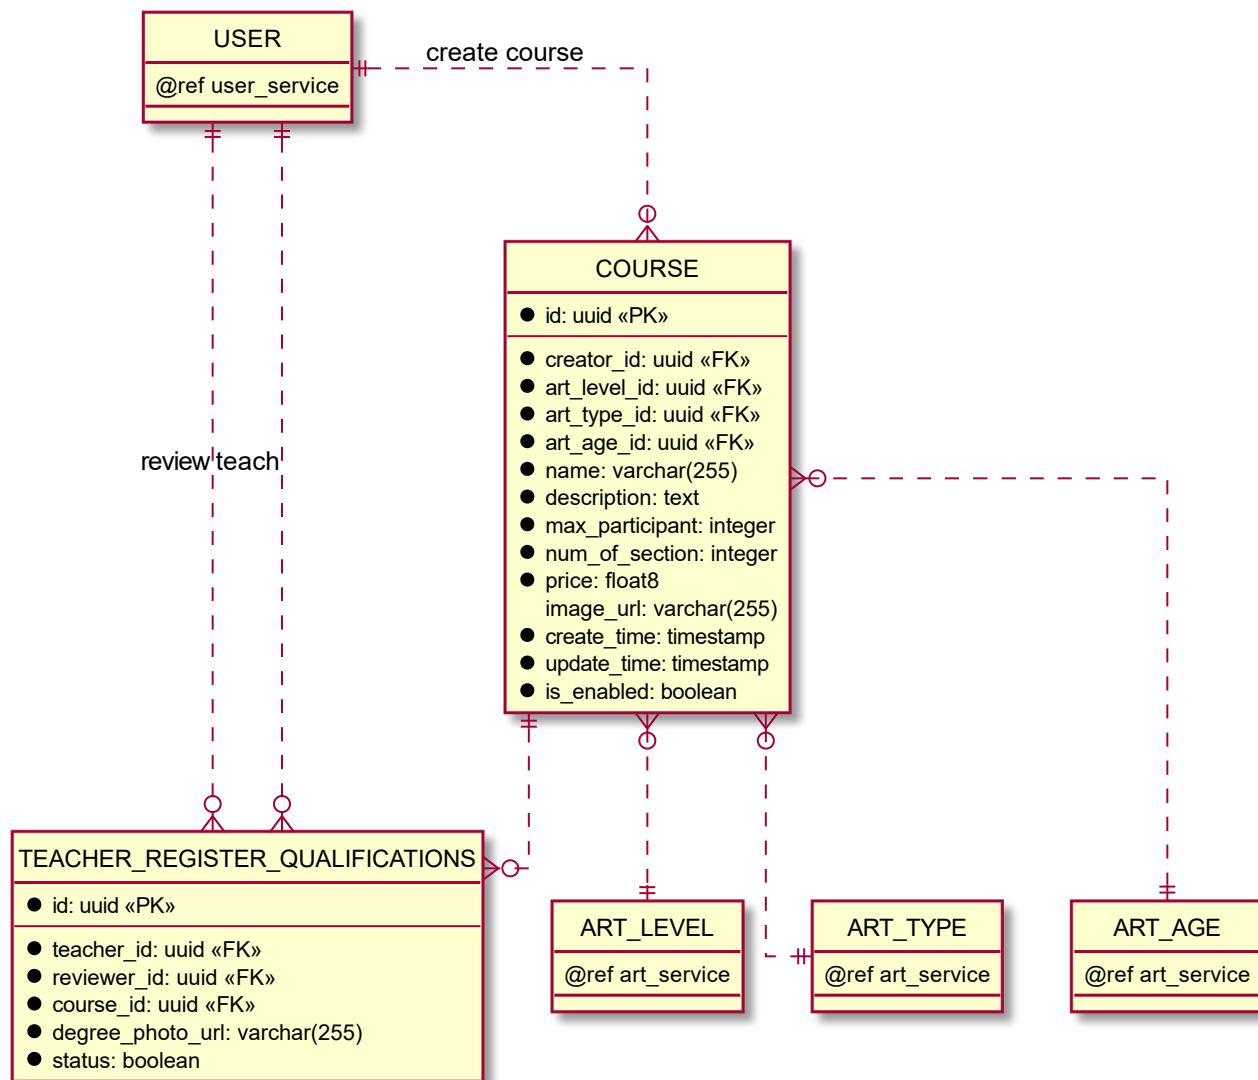 USER
@ref user_service
create course
COURSE
id: uuid «PK»
creator_id: uuid «FK»
art_level_id: uuid «FK»
art_type_id: uuid «FK»
art_age_id: uuid «FK»
name: varchar(255)
description: text
max_participant: integer
num_of_section: integer
price: float8
image_url: varchar(255)
create_time: timestamp
update_time: timestamp
is_enabled: boolean
review teach
TEACHER_REGISTER_QUALIFICATIONS
id: uuid «PK»
teacher_id: uuid «FK»
reviewer_id: uuid «FK»
course_id: uuid «FK»
degree_photo_url: varchar(255)
status: boolean
ART_LEVEL
@ref art_service
ART_TYPE
@ref art_service
ART_AGE
@ref art_service